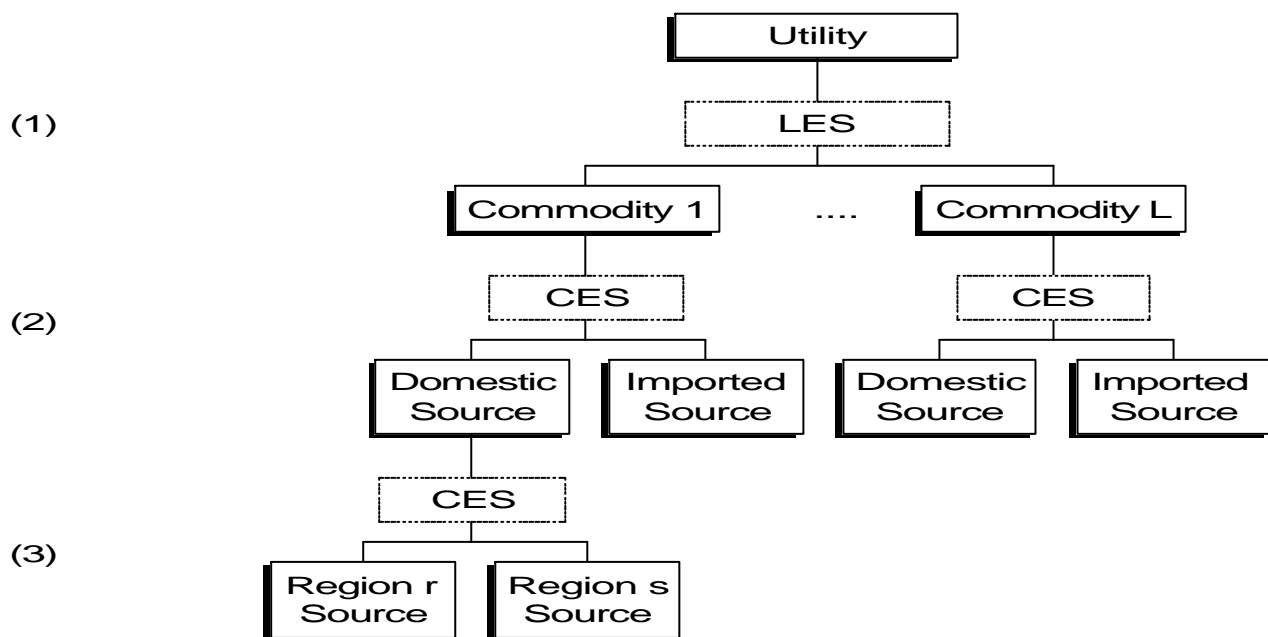 Utility
(1)
LES
Commodity 1
....
Commodity L
CES
CES
(2)
Domestic
Source
Imported
Source
Domestic
Source
Imported
Source
CES
(3)
Region r
Source
Region s
Source